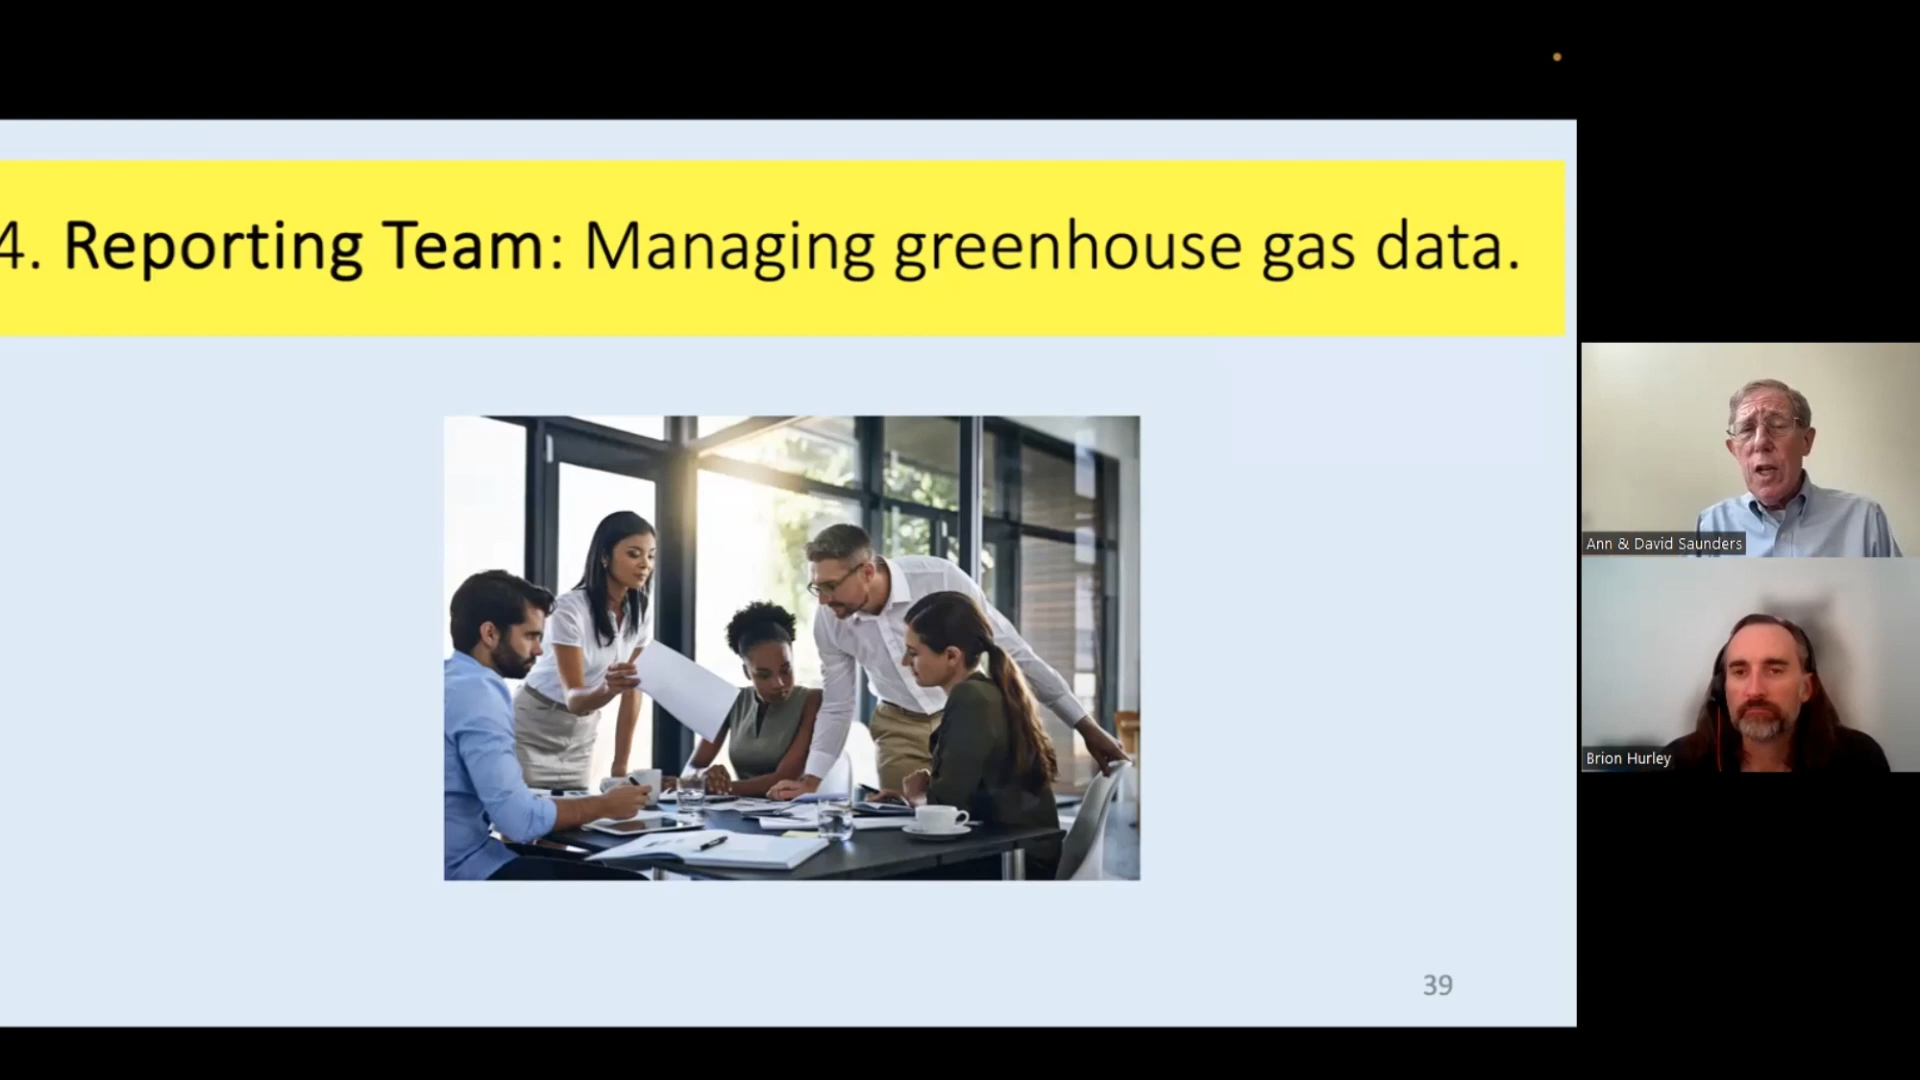 4. Reporting Team: Managing greenhouse gas data.
Ann & David Saunders
Brion Hurley
39